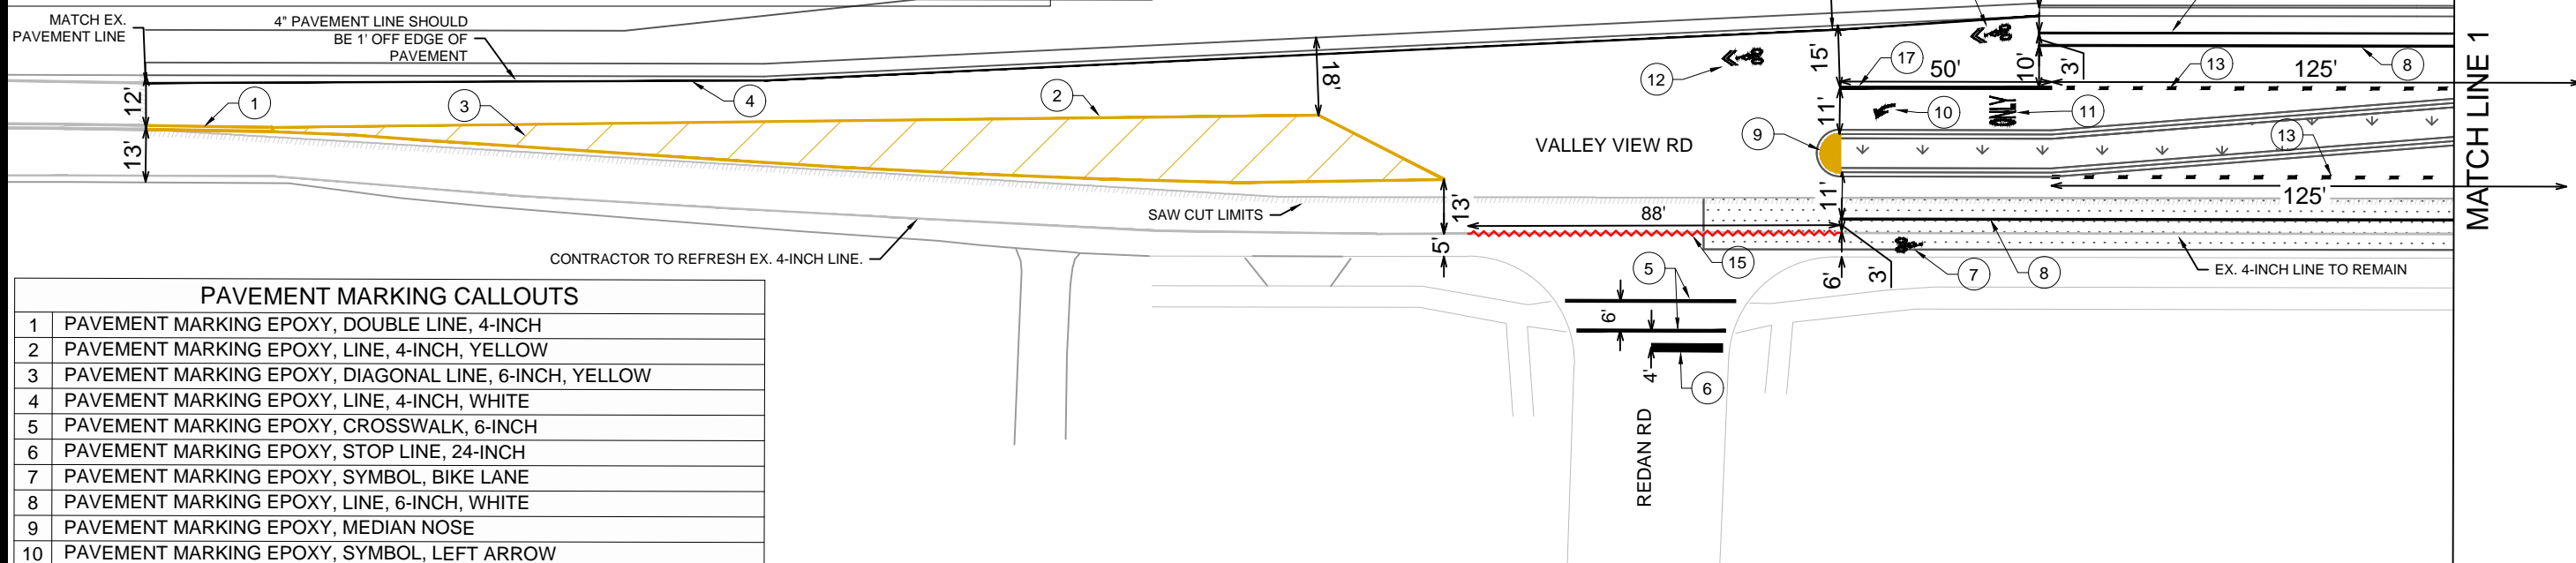 MATCH EX.
PAVEMENT LINE
4" PAVEMENT LINE SHOULD
BE 1' OFF EDGE OF
PAVEMENT
12'
13'
1
3
4
2
18'
12
15'
17
50'
10'
3'
13
125'
8
11'
10
ONLY
11
9
VALLEY VIEW RD
13
125'
MATCH LINE 1
SAW CUT LIMITS
13'
5'
88'
11'
15
6'
3'
7
8
EX. 4-INCH LINE TO REMAIN
CONTRACTOR TO REFRESH EX. 4-INCH LINE.
5
6'
4'
6
REDAN RD
PAVEMENT MARKING CALLOUTS
1 PAVEMENT MARKING EPOXY, DOUBLE LINE, 4-INCH
2 PAVEMENT MARKING EPOXY, LINE, 4-INCH, YELLOW
3 PAVEMENT MARKING EPOXY, DIAGONAL LINE, 6-INCH, YELLOW
4 PAVEMENT MARKING EPOXY, LINE, 4-INCH, WHITE
5 PAVEMENT MARKING EPOXY, CROSSWALK, 6-INCH
6 PAVEMENT MARKING EPOXY, STOP LINE, 24-INCH
7 PAVEMENT MARKING EPOXY, SYMBOL, BIKE LANE
8 PAVEMENT MARKING EPOXY, LINE, 6-INCH, WHITE
9 PAVEMENT MARKING EPOXY, MEDIAN NOSE
10 PAVEMENT MARKING EPOXY, SYMBOL, LEFT ARROW